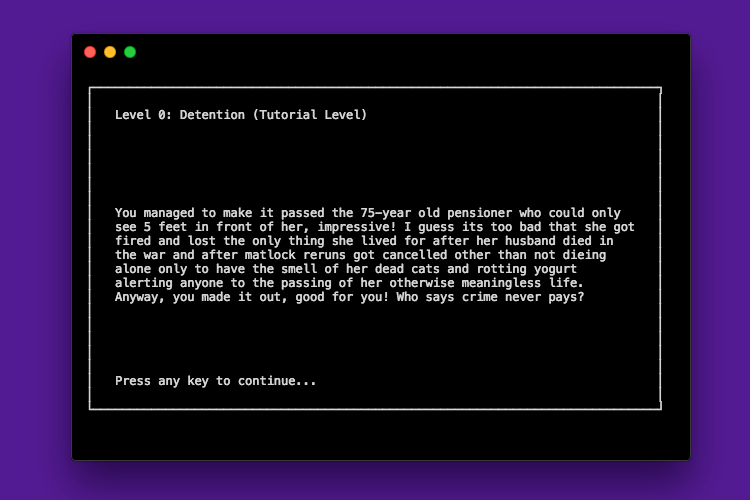 Level 0: Detention (Tutorial Level)
You managed to make it passed the 75-year old pensioner who could only
see 5 feet in front of her, impressive! I guess its too bad that she got
fired and lost the only thing she lived for after her husband died in
the war and after matlock reruns got cancelled other than not dieing
alone only to have the smell of her dead cats and rotting yogurt
alerting anyone to the passing of her otherwise meaningless life.
Anyway, you made it out, good for you! Who says crime never pays?
Press any key to continue...